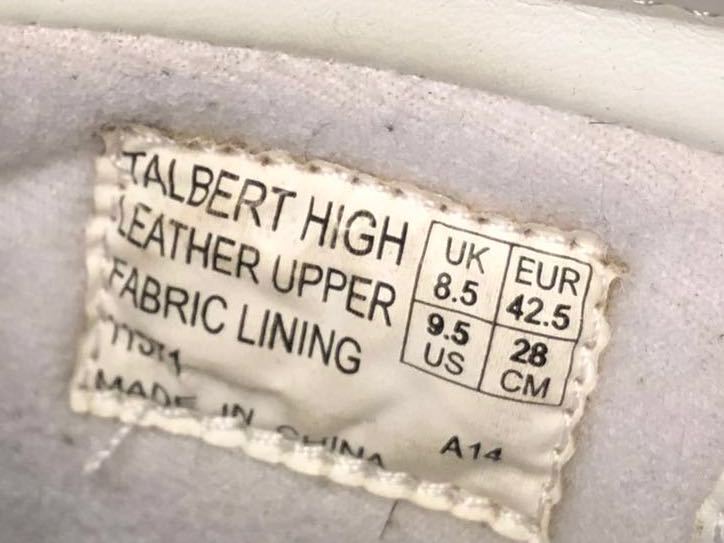 TALBERT HIGH
LEATHER UPPER
FABRIC LINING
MADE IN CHINA
A14
UK
8.5
EUR
42.5
9.5
US
28
CM